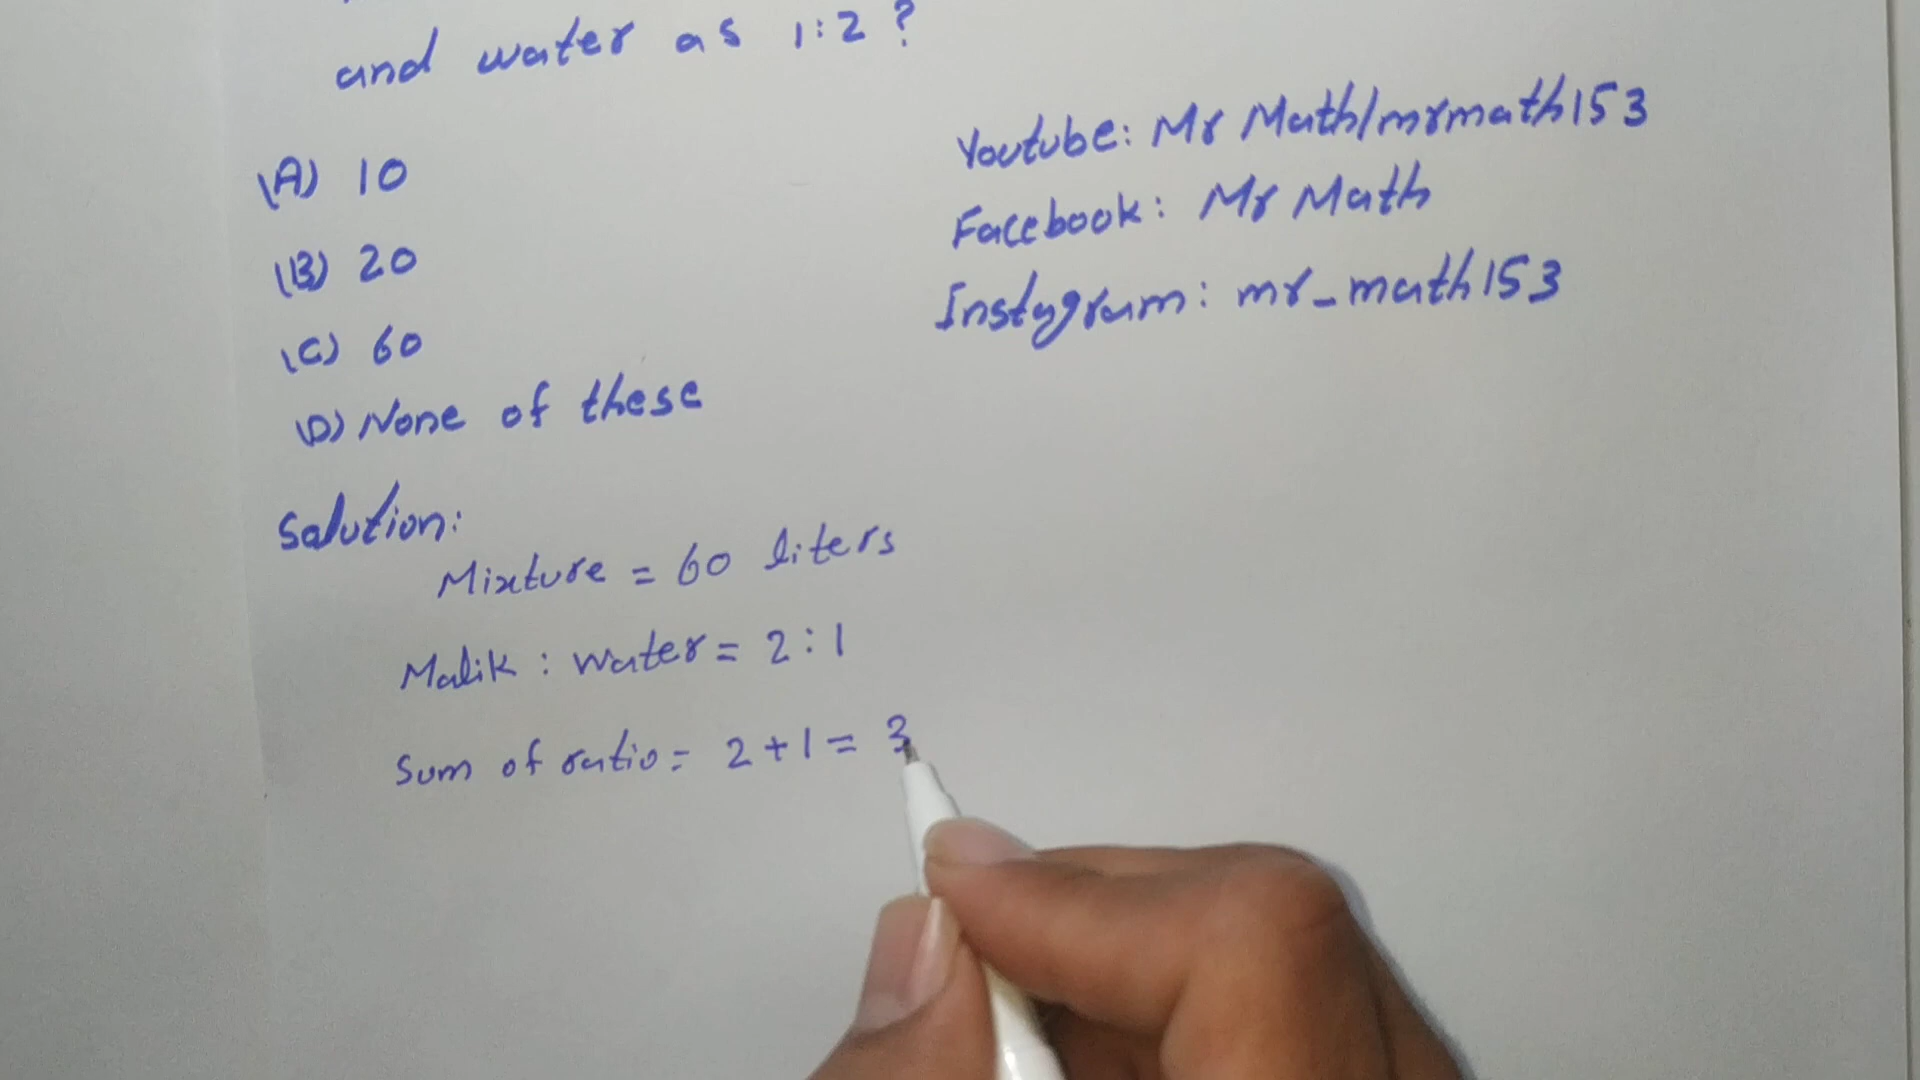 and water as 1:2?
Youtube: Mr Math/mrmath153
Facebook: Mr Math
Instagram: mr_math153
(A) 10
(B) 20
(C) 60
(D) None of these
Solution:
Mixture = 60 liters
Malik : water = 2:1
Sum of ratio = 2+1 = 3